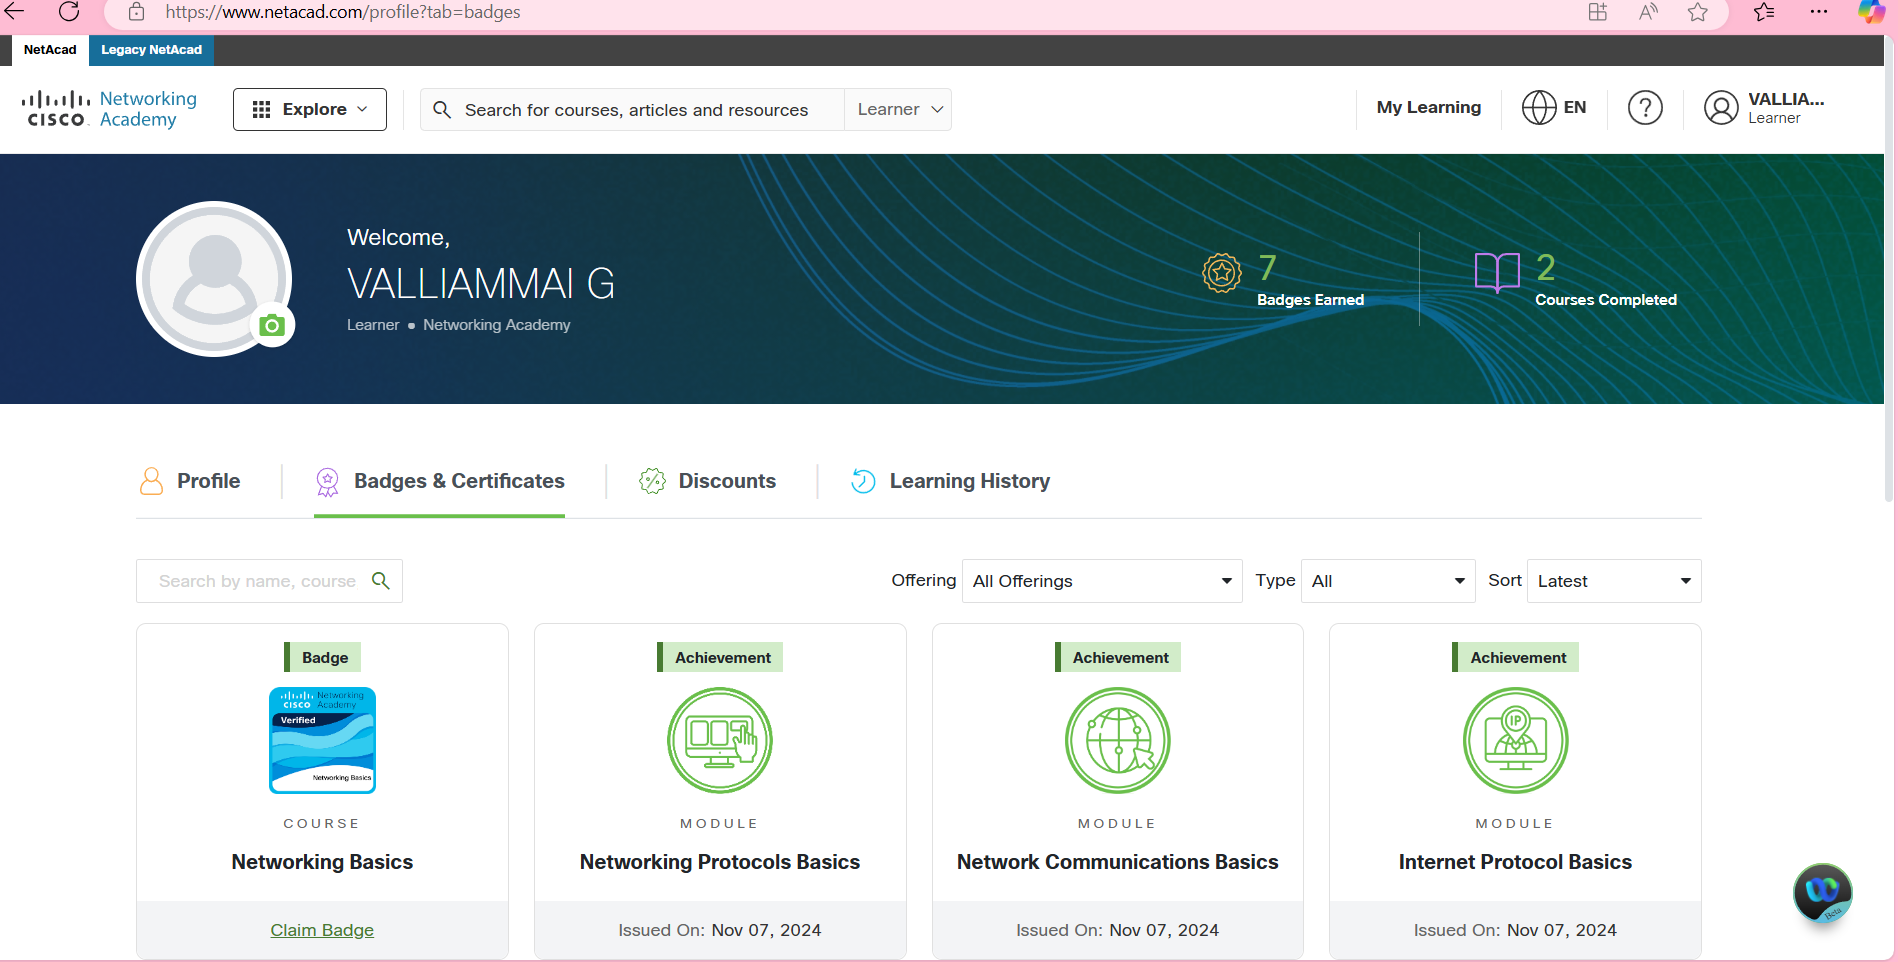 https://www.netacad.com/profile?tab=badges
NetAcad
Legacy NetAcad
CISCO
Networking
Academy
Explore
Search for courses, articles and resources
Learner
My Learning
EN
VALLIA...
Learner
Welcome,
VALLIAMMAI G
Learner • Networking Academy
7
Badges Earned
2
Courses Completed
Profile
Badges & Certificates
Discounts
Learning History
Search by name, course
Offering
All Offerings
Type
All
Sort
Latest
Badge
CISCO
Networking
Academy
Verified
Networking Basics
COURSE
Networking Basics
Claim Badge
Achievement
MODULE
Networking Protocols Basics
Issued On: Nov 07, 2024
Achievement
MODULE
Network Communications Basics
Issued On: Nov 07, 2024
Achievement
IP
MODULE
Internet Protocol Basics
Issued On: Nov 07, 2024
Beta